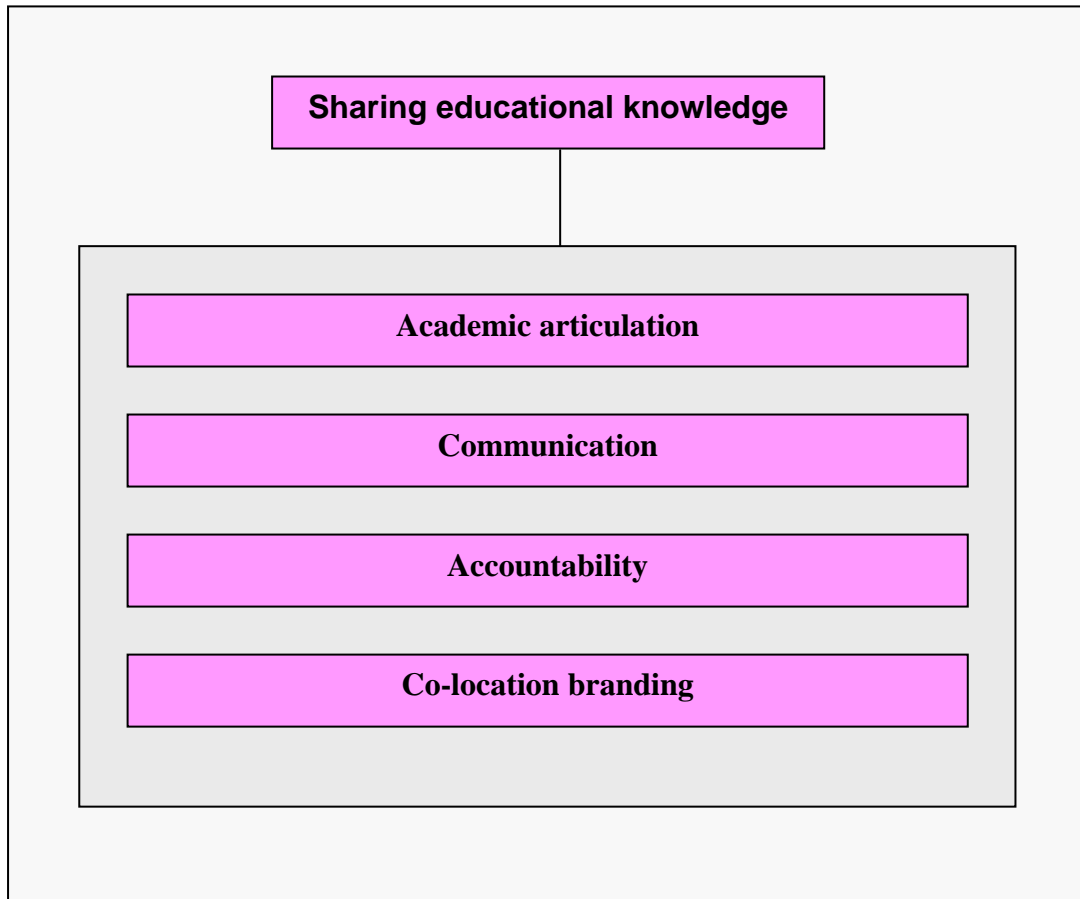 Sharing educational knowledge
Academic articulation
Communication
Accountability
Co-location branding